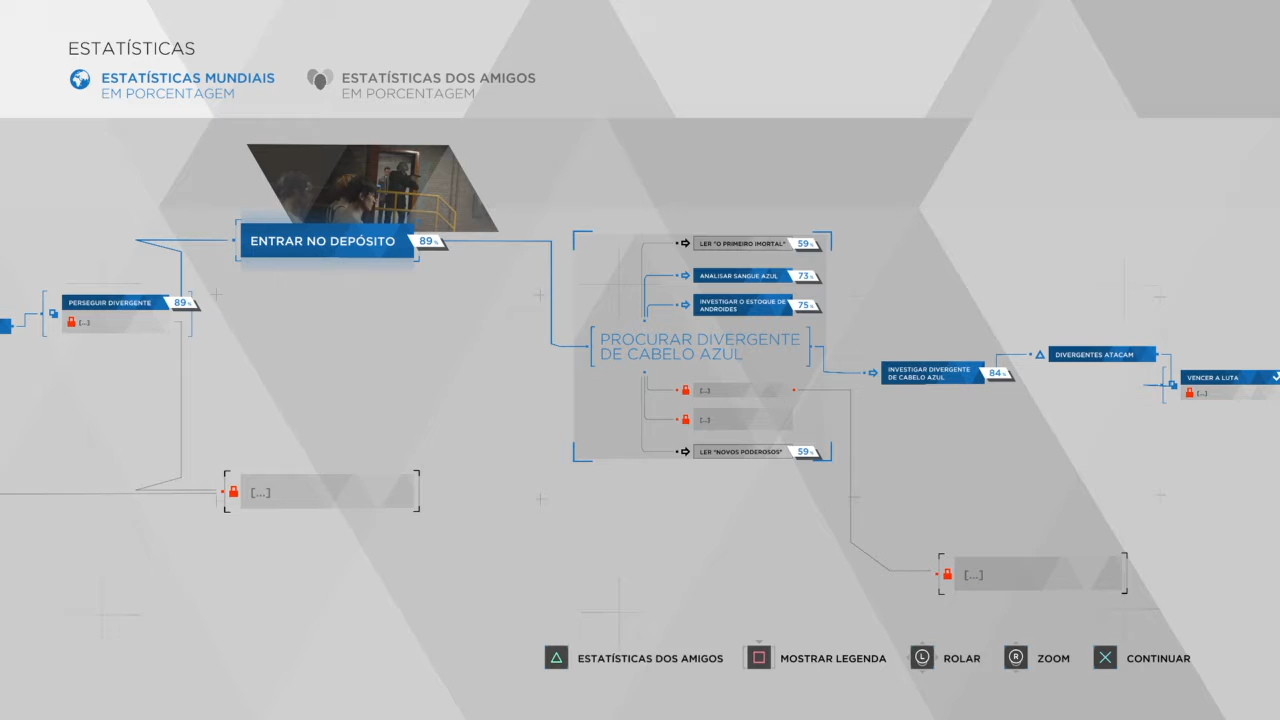 ESTATÍSTICAS
ESTATÍSTICAS MUNDIAIS
EM PORCENTAGEM
ESTATÍSTICAS DOS AMIGOS
EM PORCENTAGEM
ENTRAR NO DEPÓSITO 89%
PERSEGUIR DIVERGENTE 89%
[...]
[...]
LER "O PRIMEIRO IMORTAL" 59%
ANALISAR SANGUE AZUL 73%
INVESTIGAR O ESTOQUE DE
ANDROIDES 75%
PROCURAR DIVERGENTE
DE CABELO AZUL
[...]
[...]
LER "NOVOS PODEROSOS" 59%
INVESTIGAR DIVERGENTE
DE CABELO AZUL 84%
DIVERGENTES ATACAM
VENCER A LUTA
[...]
[...]
ESTATÍSTICAS DOS AMIGOS
MOSTRAR LEGENDA
L ROLAR
R ZOOM
CONTINUAR